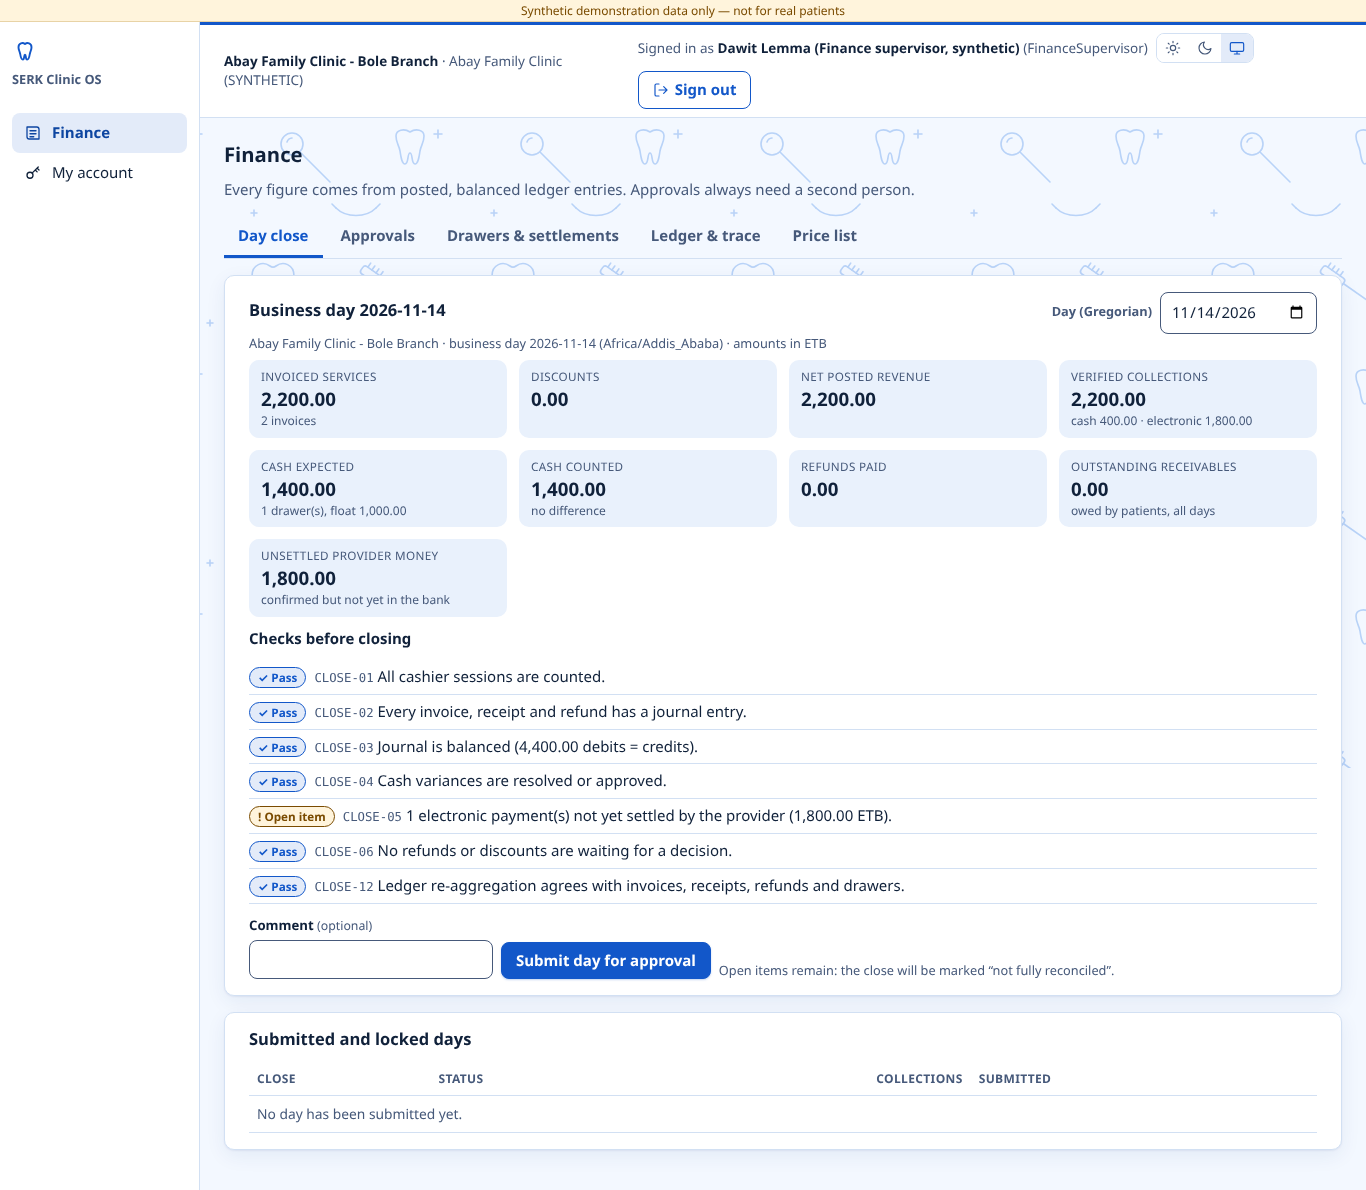 Synthetic demonstration data only — not for real patients
SERK Clinic OS
Finance
My account
Abay Family Clinic - Bole Branch · Abay Family Clinic
(SYNTHETIC)
Signed in as Dawit Lemma (Finance supervisor, synthetic) (FinanceSupervisor)
Sign out
Finance
Every figure comes from posted, balanced ledger entries. Approvals always need a second person.
Day close Approvals Drawers & settlements Ledger & trace Price list
Business day 2026-11-14
Day (Gregorian) 11/14/2026
Abay Family Clinic - Bole Branch · business day 2026-11-14 (Africa/Addis_Ababa) · amounts in ETB
INVOICED SERVICES
2,200.00
2 invoices
DISCOUNTS
0.00
NET POSTED REVENUE
2,200.00
VERIFIED COLLECTIONS
2,200.00
cash 400.00 · electronic 1,800.00
CASH EXPECTED
1,400.00
1 drawer(s), float 1,000.00
CASH COUNTED
1,400.00
no difference
REFUNDS PAID
0.00
OUTSTANDING RECEIVABLES
0.00
owed by patients, all days
UNSETTLED PROVIDER MONEY
1,800.00
confirmed but not yet in the bank
Checks before closing
✓ Pass CLOSE-01 All cashier sessions are counted.
✓ Pass CLOSE-02 Every invoice, receipt and refund has a journal entry.
✓ Pass CLOSE-03 Journal is balanced (4,400.00 debits = credits).
✓ Pass CLOSE-04 Cash variances are resolved or approved.
! Open item CLOSE-05 1 electronic payment(s) not yet settled by the provider (1,800.00 ETB).
✓ Pass CLOSE-06 No refunds or discounts are waiting for a decision.
✓ Pass CLOSE-12 Ledger re-aggregation agrees with invoices, receipts, refunds and drawers.
Comment (optional)
Submit day for approval
Open items remain: the close will be marked “not fully reconciled”.
Submitted and locked days
CLOSE STATUS COLLECTIONS SUBMITTED
No day has been submitted yet.